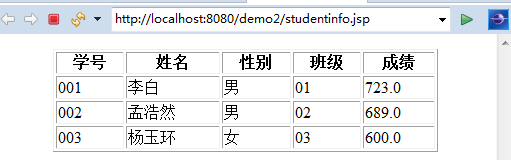 http://localhost:8080/demo2/studentinfo.jsp
学号 姓名 性别 班级 成绩
001 李白 男 01 723.0
002 孟浩然 男 02 689.0
003 杨玉环 女 03 600.0